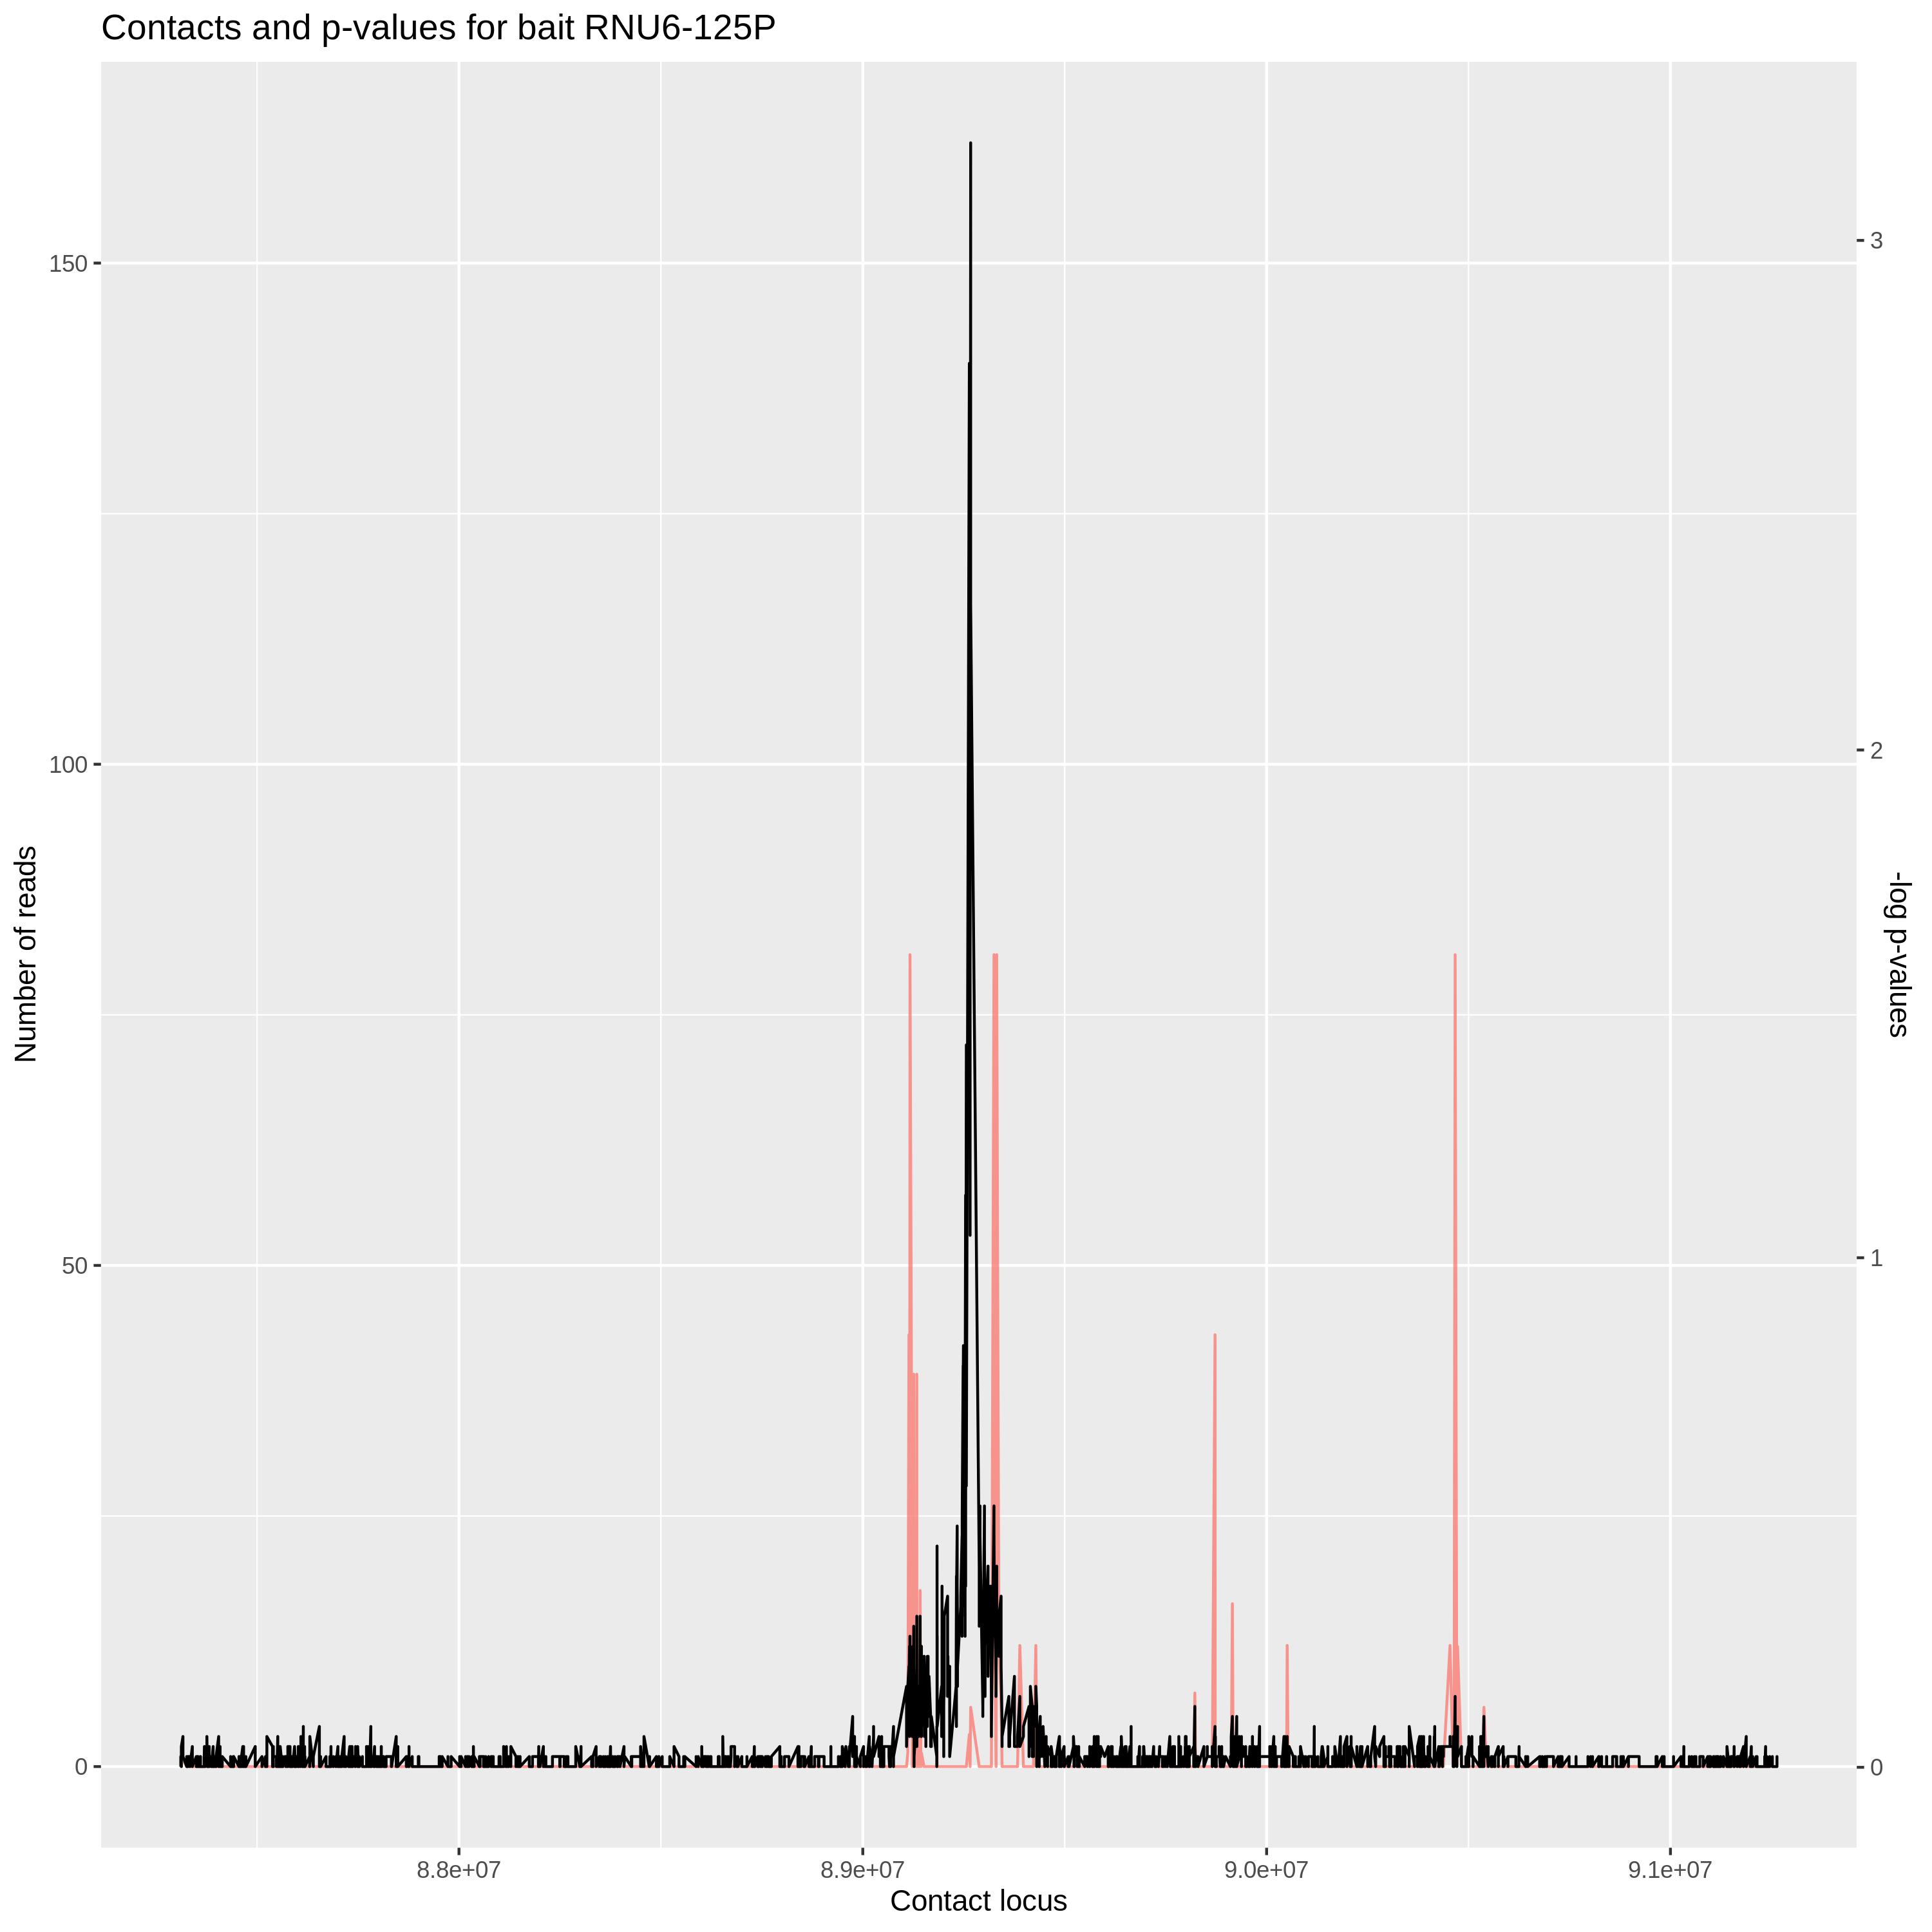 Contacts and p-values for bait RNU6-125P
150
100
50
0
Number of reads
3
2
1
0
-log p-values
8.8e+07
8.9e+07
9.0e+07
9.1e+07
Contact locus